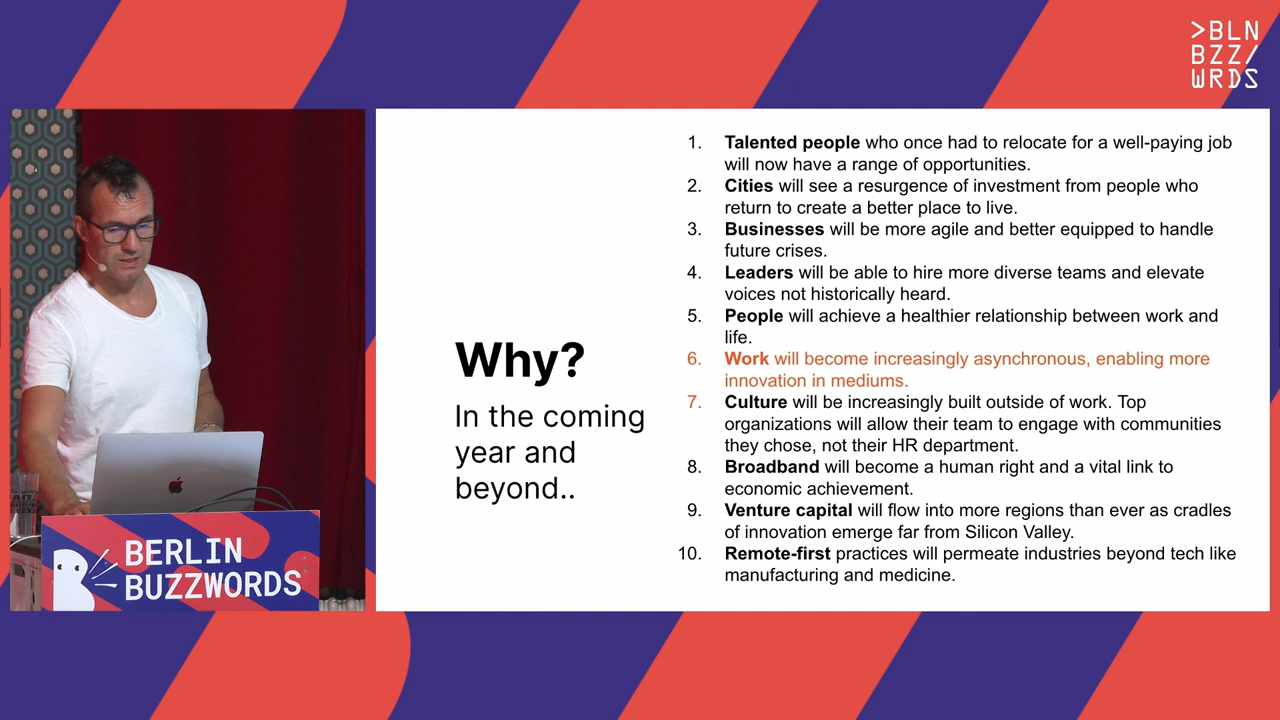 >BLN
BZZ/
WRDS
Why?
In the coming
year and
beyond..
1. Talented people who once had to relocate for a well-paying job
will now have a range of opportunities.
2. Cities will see a resurgence of investment from people who
return to create a better place to live.
3. Businesses will be more agile and better equipped to handle
future crises.
4. Leaders will be able to hire more diverse teams and elevate
voices not historically heard.
5. People will achieve a healthier relationship between work and
life.
6. Work will become increasingly asynchronous, enabling more
innovation in mediums.
7. Culture will be increasingly built outside of work. Top
organizations will allow their team to engage with communities
they chose, not their HR department.
8. Broadband will become a human right and a vital link to
economic achievement.
9. Venture capital will flow into more regions than ever as cradles
of innovation emerge far from Silicon Valley.
10. Remote-first practices will permeate industries beyond tech like
manufacturing and medicine.
BERLIN
BUZZWORDS